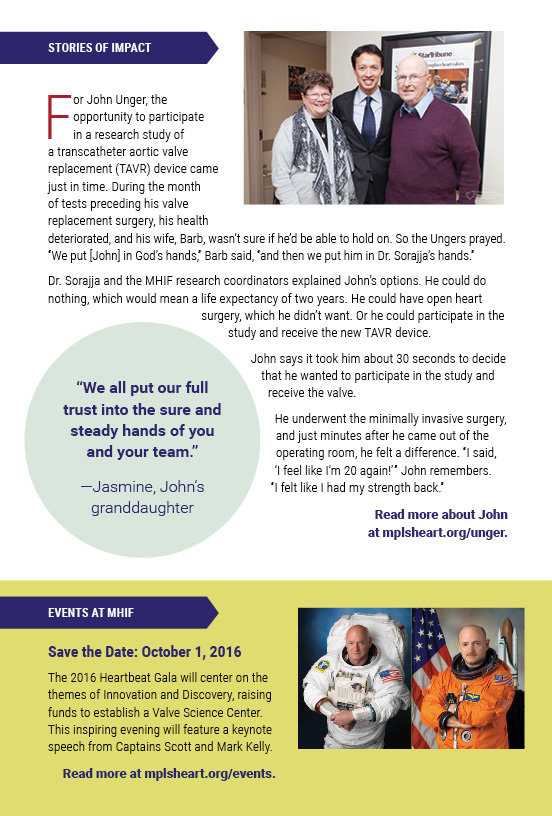 STORIES OF IMPACT
StarTribune
For John Unger, the
opportunity to participate
in a research study of
a transcatheter aortic valve
replacement (TAVR) device came
just in time. During the month
of tests preceding his valve
replacement surgery, his health
deteriorated, and his wife, Barb, wasn’t sure if he’d be able to hold on. So the Ungers prayed.
“We put [John] in God’s hands,” Barb said, “and then we put him in Dr. Sorajja’s hands.”
Dr. Sorajja and the MHIF research coordinators explained John’s options. He could do
nothing, which would mean a life expectancy of two years. He could have open heart
surgery, which he didn’t want. Or he could participate in the
study and receive the new TAVR device.
John says it took him about 30 seconds to decide
that he wanted to participate in the study and
receive the valve.
He underwent the minimally invasive surgery,
and just minutes after he came out of the
operating room, he felt a difference. “I said,
‘I feel like I’m 20 again!’” John remembers.
“I felt like I had my strength back.”
Read more about John
at mplsheart.org/unger.
“We all put our full
trust into the sure and
steady hands of you
and your team.”
—Jasmine, John’s
granddaughter
EVENTS AT MHIF
Save the Date: October 1, 2016
The 2016 Heartbeat Gala will center on the
themes of Innovation and Discovery, raising
funds to establish a Valve Science Center.
This inspiring evening will feature a keynote
speech from Captains Scott and Mark Kelly.
Read more at mplsheart.org/events.